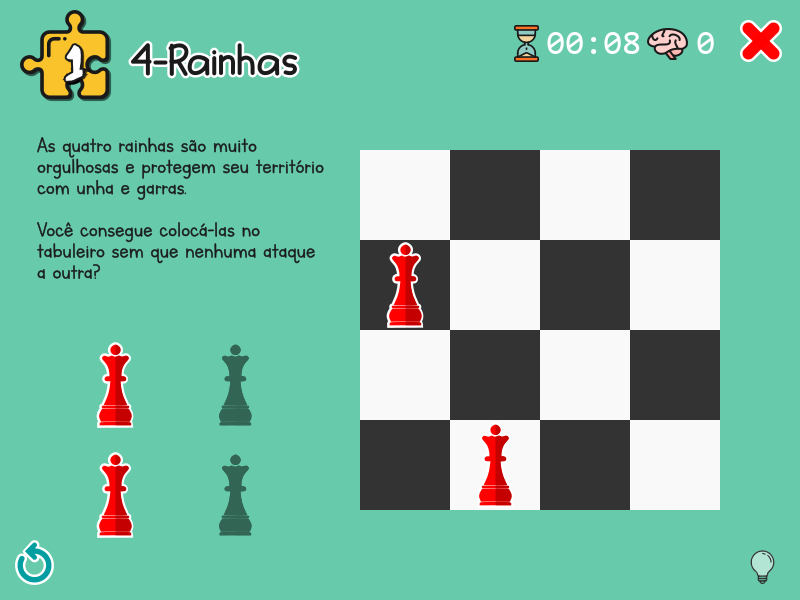 1
4-Rainhas
00:08
0
As quatro rainhas são muito
orgulhosas e protegem seu território
com unha e garras.
Você consegue colocá-las no
tabuleiro sem que nenhuma ataque
a outra?